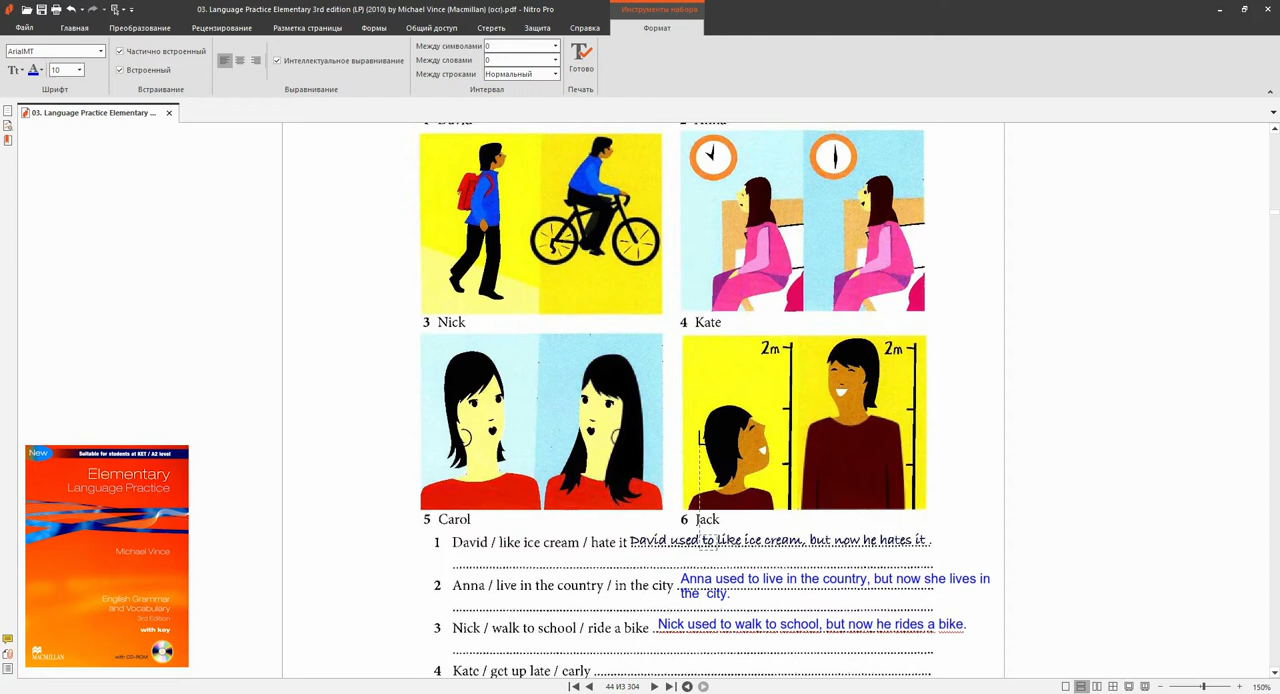 03. Language Practice Elementary 3rd edition (LP) (2010) by Michael Vince (Macmillan) (ocr).pdf - Nitro Pro
Инструменты набора
Файл Главная Преобразование Рецензирование Разметка страницы Формы Общий доступ Стереть Защита Справка Формат
ArialMT
Частично встроенный
Интеллектуальное выравнивание
Между символами 0
Между словами 0
Между строками Нормальный
Готово
10
Встроенный
Шрифт Встраивание Выравнивание Интервал Печать
03. Language Practice Elementary ...
3 Nick
4 Kate
2m
2m
5 Carol
6 Jack
1 David / like ice cream / hate it David used to like ice cream, but now he hates it .
2 Anna / live in the country / in the city Anna used to live in the country, but now she lives in
the city.
3 Nick / walk to school / ride a bike Nick used to walk to school, but now he rides a bike.
4 Kate / get up late / early
New
Suitable for students at KET / A2 level
Elementary
Language Practice
Michael Vince
English Grammar
and Vocabulary
3rd Edition
with key
MACMILLAN
with CD-ROM
44 ИЗ 304
150%